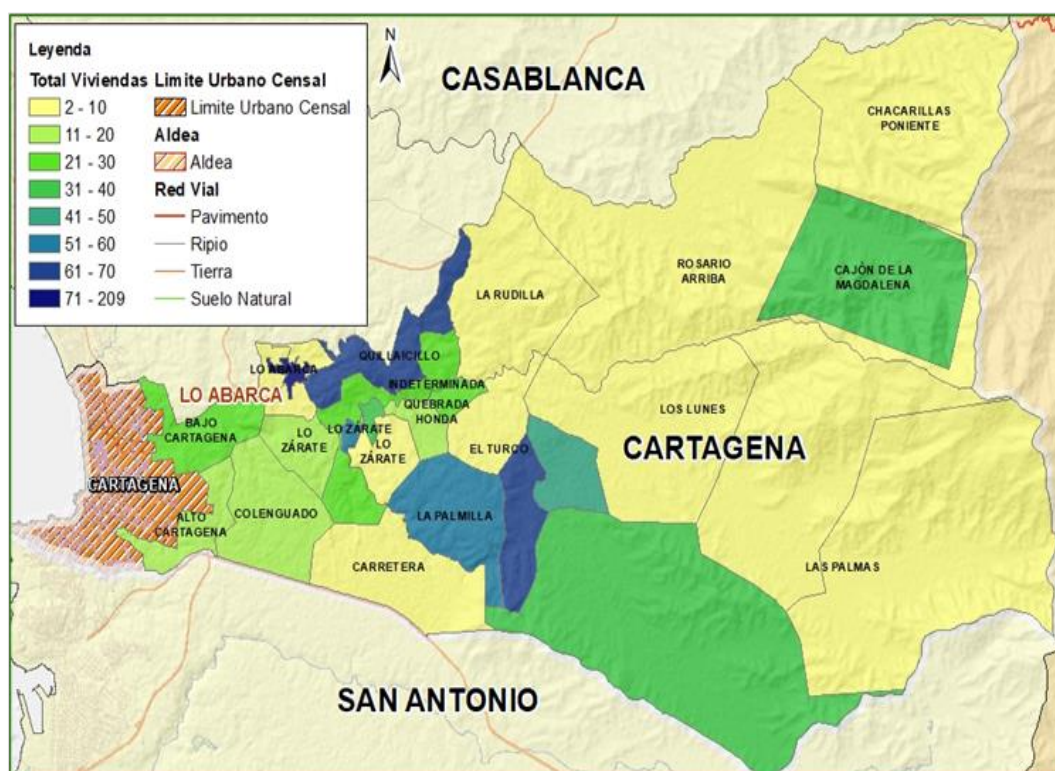 Leyenda
Total Viviendas
2 - 10
11 - 20
21 - 30
31 - 40
41 - 50
51 - 60
61 - 70
71 - 209
Limite Urbano Censal
Limite Urbano Censal
Aldea
Aldea
Red Vial
Pavimento
Ripio
Tierra
Suelo Natural
N
CASABLANCA
CHACARILLAS
PONIENTE
ROSARIO
ARRIBA
CAJÓN DE LA
MAGDALENA
LA RUDILLA
QUILLAICILLO
LO ABARCA
LO ABARCA
INDETERMINADA
QUEBRADA
HONDA
BAJO
CARTAGENA
LO
ZÁRATE
LO ZÁRATE
LO
ZÁRATE
EL TURCO
LOS LUNES
CARTAGENA
CARTAGENA
ALTO
CARTAGENA
COLENGUADO
LA PALMILLA
CARRETERA
LAS PALMAS
SAN ANTONIO